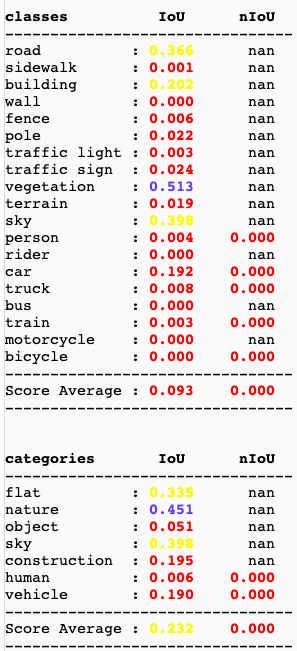 classes IoU nIoU
--------------------------------
road : 0.366 nan
sidewalk : 0.001 nan
building : 0.202 nan
wall : 0.000 nan
fence : 0.006 nan
pole : 0.022 nan
traffic light : 0.003 nan
traffic sign : 0.024 nan
vegetation : 0.513 nan
terrain : 0.019 nan
sky : 0.398 nan
person : 0.004 0.000
rider : 0.000 nan
car : 0.192 0.000
truck : 0.008 0.000
bus : 0.000 nan
train : 0.003 0.000
motorcycle : 0.000 nan
bicycle : 0.000 0.000
--------------------------------
Score Average : 0.093 0.000
--------------------------------
categories IoU nIoU
--------------------------------
flat : 0.335 nan
nature : 0.451 nan
object : 0.051 nan
sky : 0.398 nan
construction : 0.195 nan
human : 0.006 0.000
vehicle : 0.190 0.000
--------------------------------
Score Average : 0.232 0.000
--------------------------------